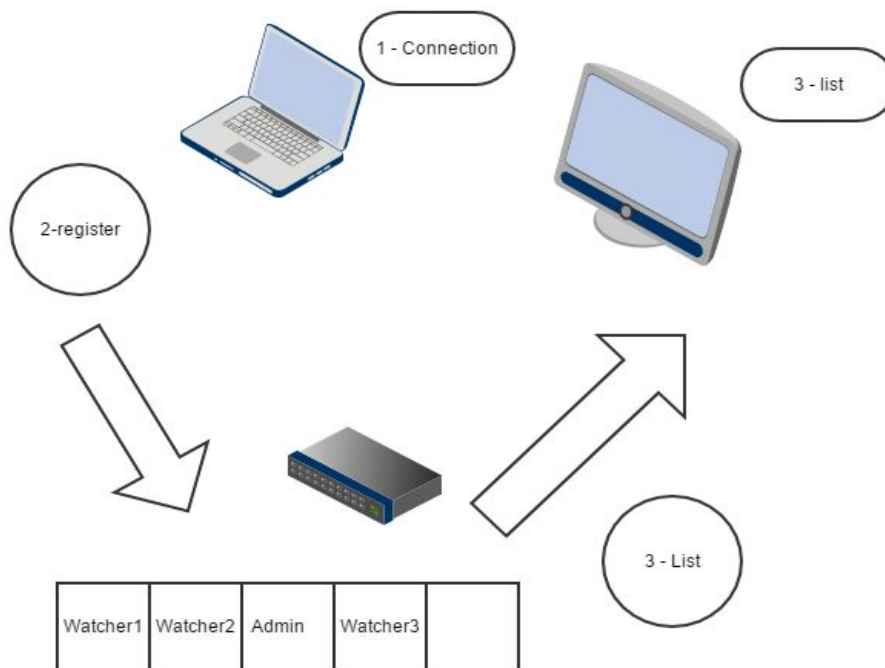 1 - Connection
3 - list
2-register
3 - List
Watcher1 Watcher2 Admin Watcher3